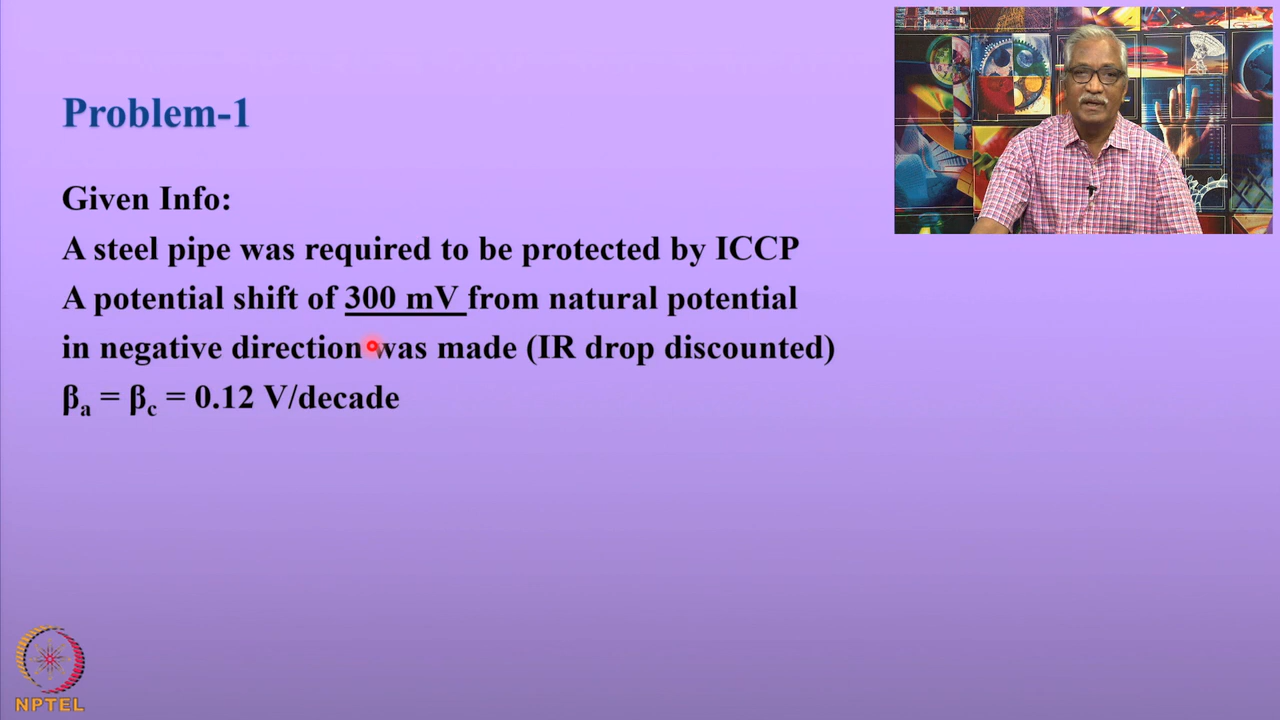 Problem-1
Given Info:
A steel pipe was required to be protected by ICCP
A potential shift of 300 mV from natural potential
in negative direction was made (IR drop discounted)
βa = βc = 0.12 V/decade
NPTEL